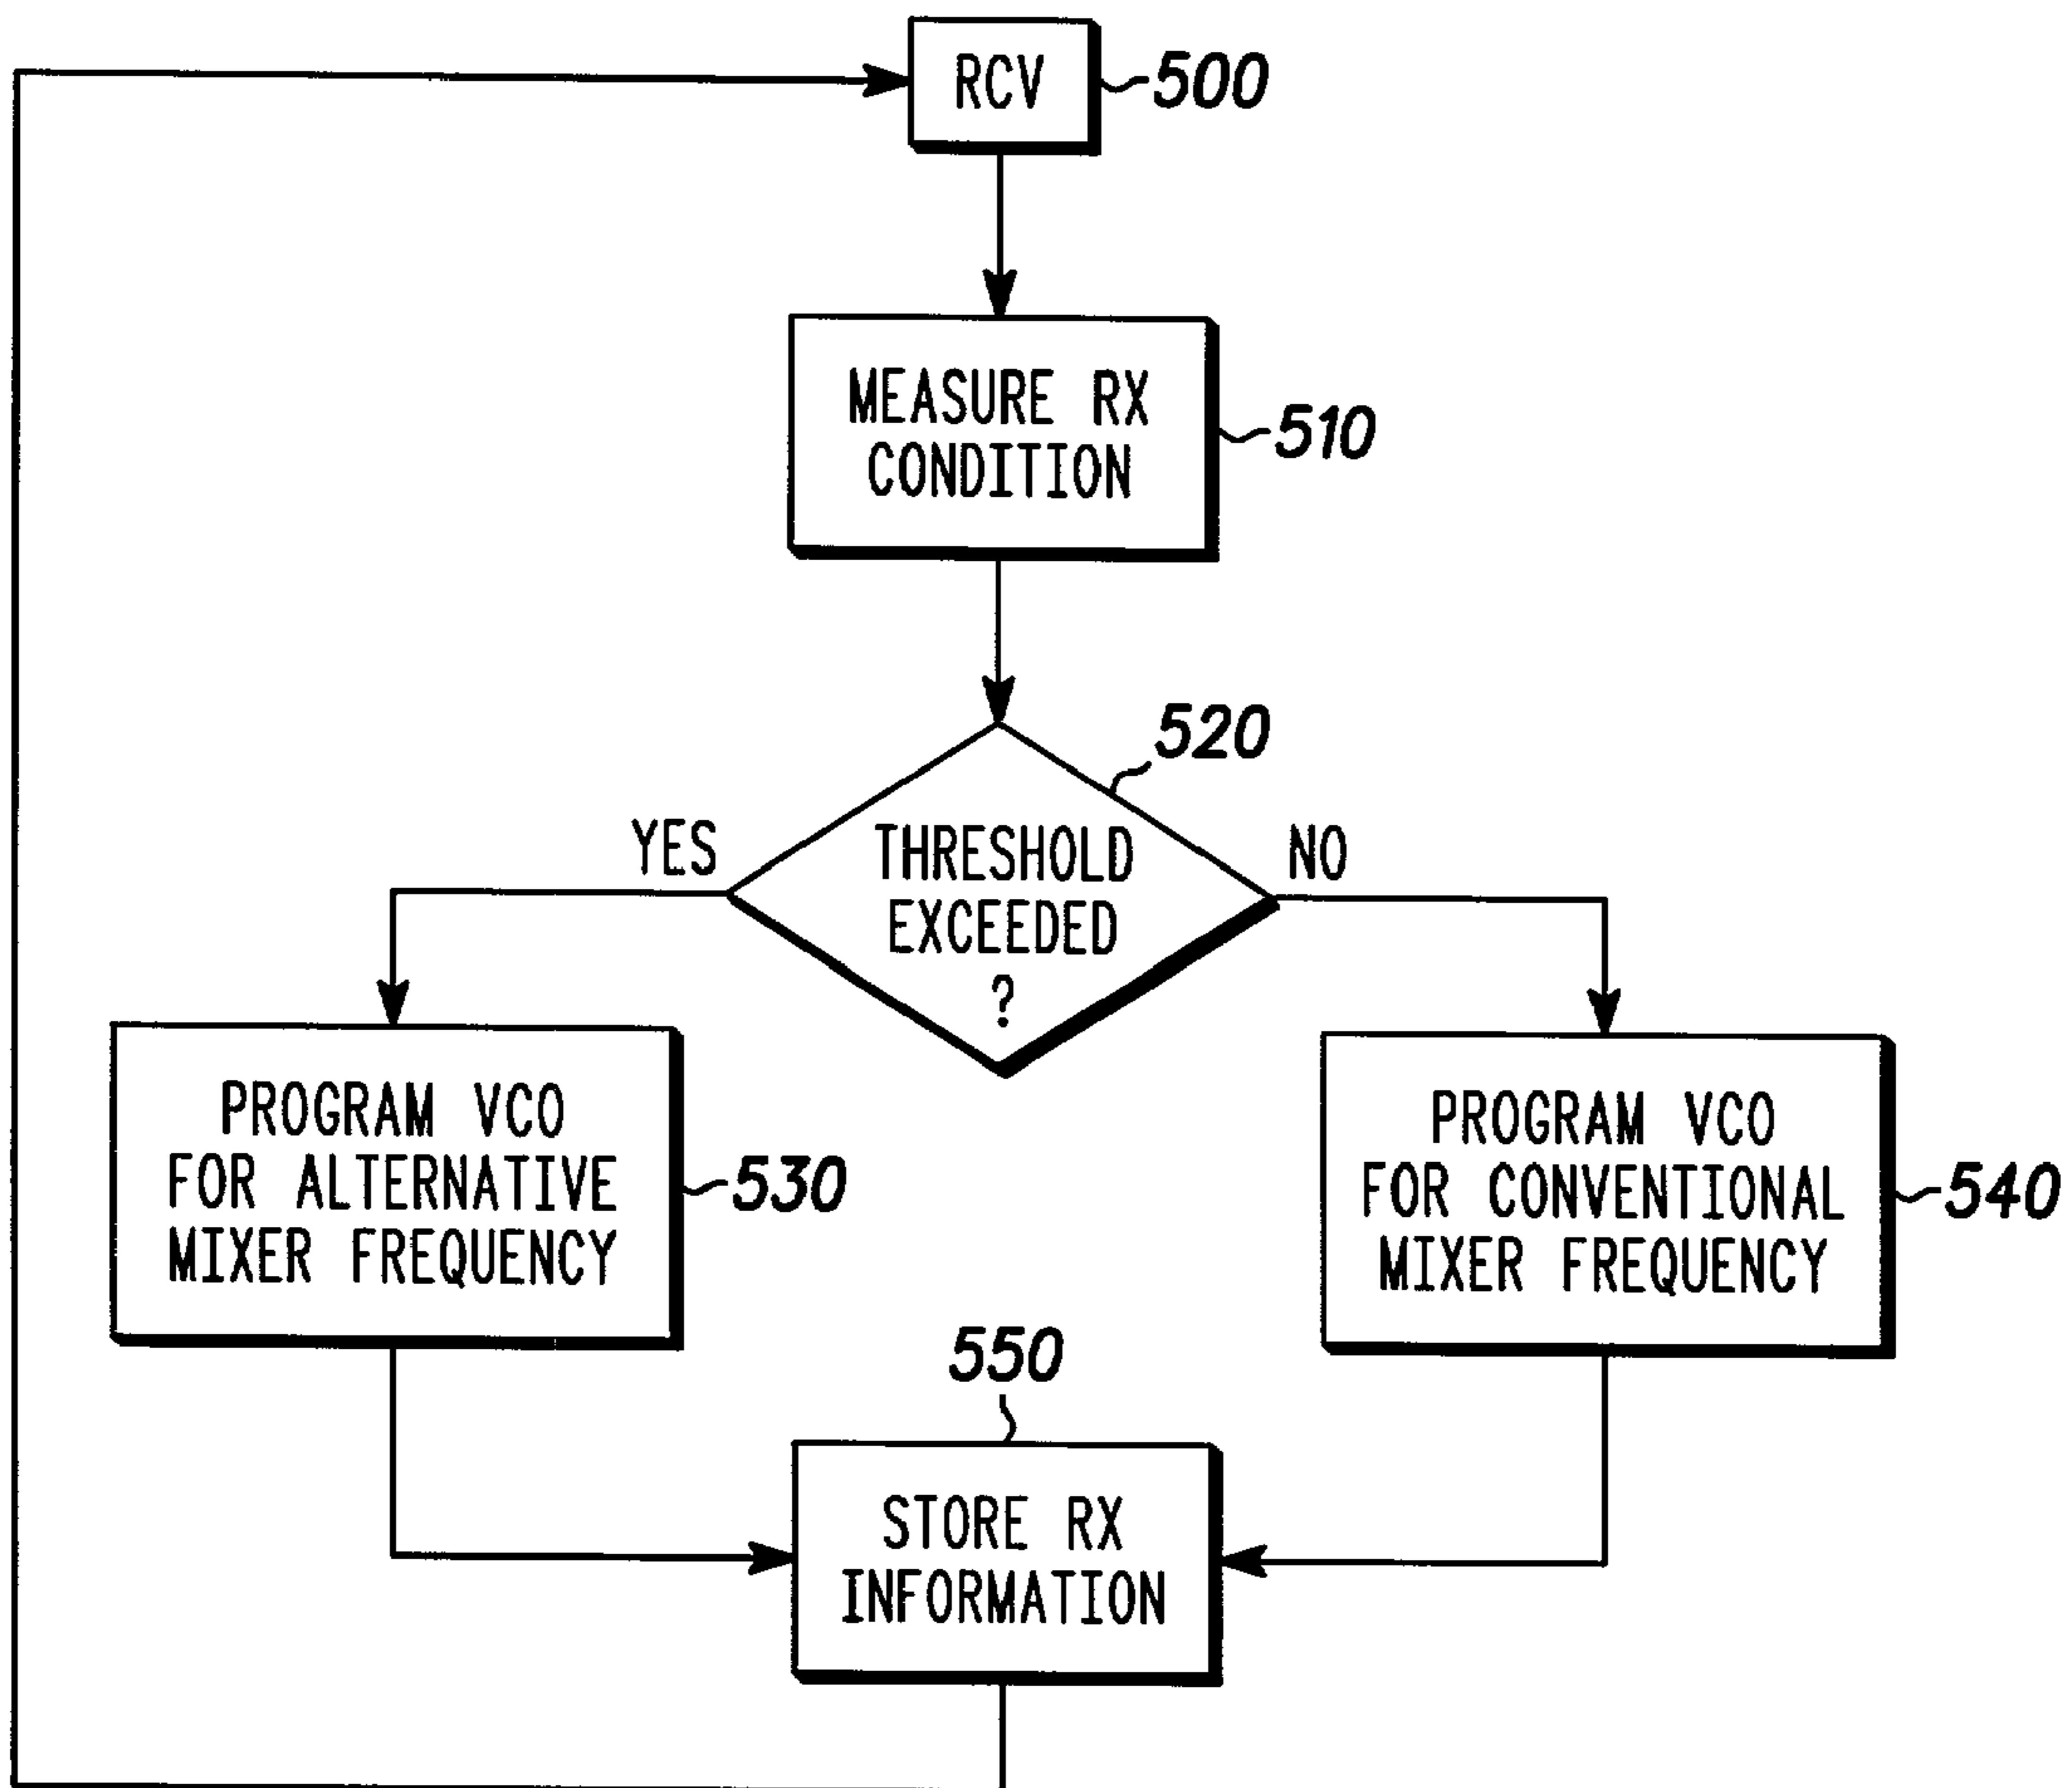 RCV
500
MEASURE RX
CONDITION
510
520
YES
THRESHOLD
EXCEEDED
?
NO
PROGRAM VCO
FOR ALTERNATIVE
MIXER FREQUENCY
530
PROGRAM VCO
FOR CONVENTIONAL
MIXER FREQUENCY
540
550
STORE RX
INFORMATION